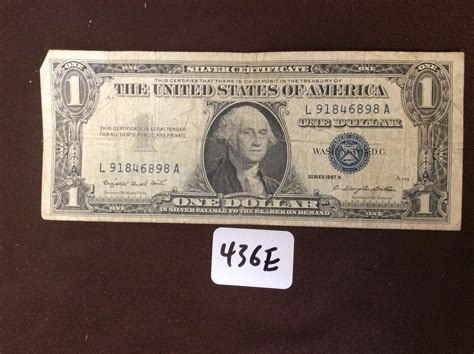 SILVER CERTIFICATE
THIS CERTIFIES THAT THERE IS ON DEPOSIT IN THE TREASURY OF
THE UNITED STATES OF AMERICA
1 1
L 91846898 A
ONE DOLLAR
THIS CERTIFICATE IS LEGAL TENDER
FOR ALL DEBTS, PUBLIC AND PRIVATE
WASHINGTON, D.C.
L 91846898 A
SERIES 1957 A
1 1
ONE DOLLAR
IN SILVER PAYABLE TO THE BEARER ON DEMAND
ONE ONE
436E